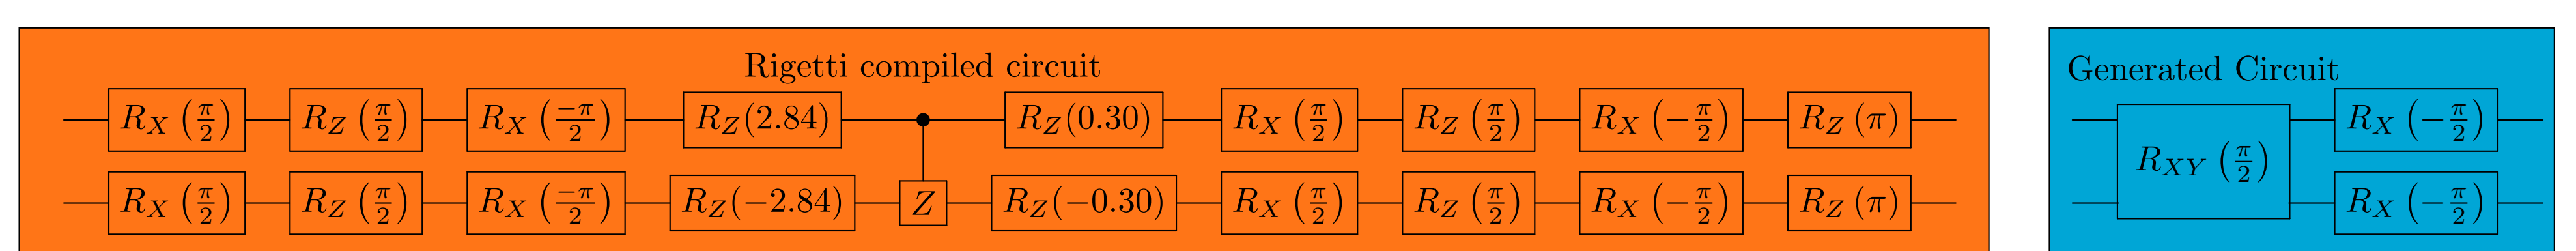 Rigetti compiled circuit
R_X (π/2) R_Z (π/2) R_X (−π/2) R_Z(2.84) R_Z(0.30) R_X (π/2) R_Z (π/2) R_X (−π/2) R_Z (π)
R_X (π/2) R_Z (π/2) R_X (−π/2) R_Z(−2.84) Z R_Z(−0.30) R_X (π/2) R_Z (π/2) R_X (−π/2) R_Z (π)
Generated Circuit
R_XY (π/2) R_X (−π/2)
R_X (−π/2)